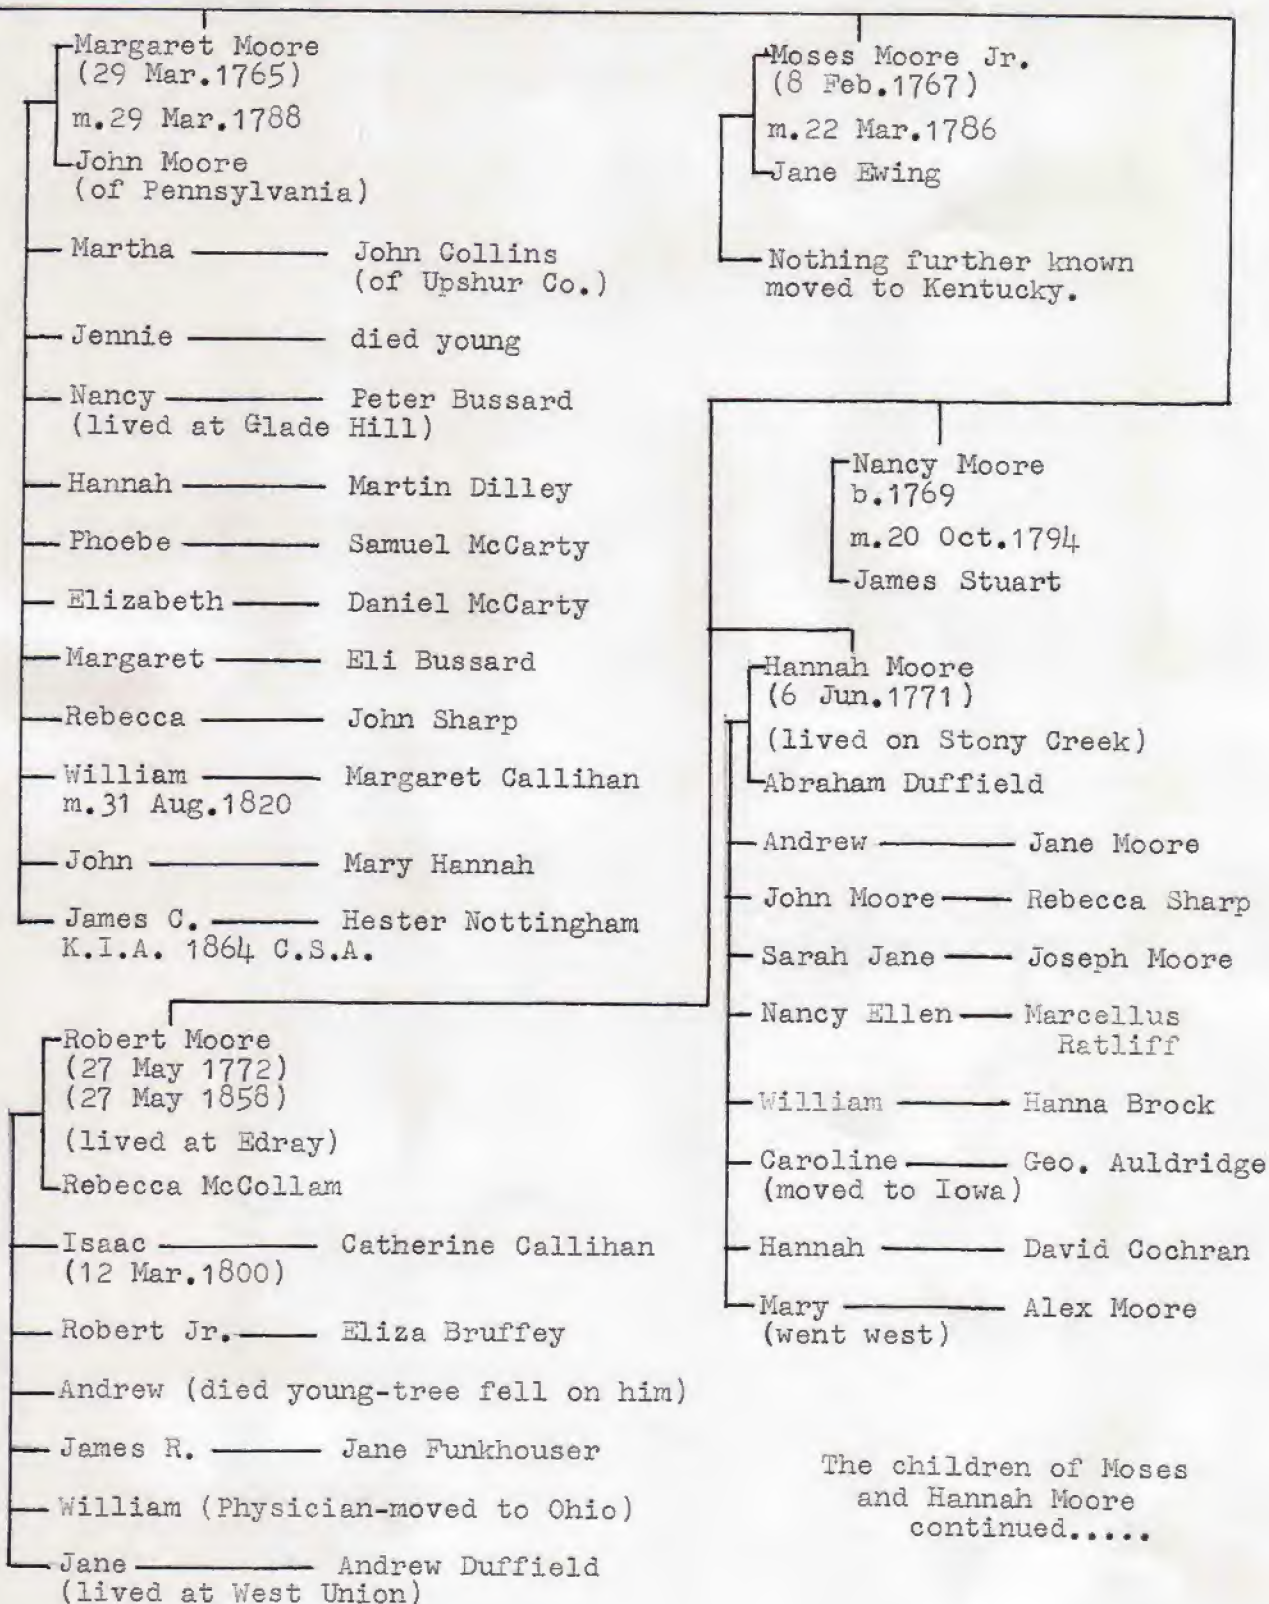 Margaret Moore
(29 Mar.1765)
m.29 Mar.1788
John Moore
(of Pennsylvania)
Martha John Collins
(of Upshur Co.)
Jennie died young
Nancy Peter Bussard
(lived at Glade Hill)
Hannah Martin Dilley
Phoebe Samuel McCarty
Elizabeth Daniel McCarty
Margaret Eli Bussard
Rebecca John Sharp
William Margaret Callihan
m.31 Aug.1820
John Mary Hannah
James C. Hester Nottingham
K.I.A. 1864 C.S.A.
Moses Moore Jr.
(8 Feb.1767)
m.22 Mar.1786
Jane Ewing
Nothing further known
moved to Kentucky.
Nancy Moore
b.1769
m.20 Oct.1794
James Stuart
Hannah Moore
(6 Jun.1771)
(lived on Stony Creek)
Abraham Duffield
Andrew Jane Moore
John Moore Rebecca Sharp
Sarah Jane Joseph Moore
Nancy Ellen Marcellus
Ratliff
William Hanna Brock
Caroline Geo. Auldridge
(moved to Iowa)
Hannah David Cochran
Mary Alex Moore
(went west)
Robert Moore
(27 May 1772)
(27 May 1858)
(lived at Edray)
Rebecca McCollam
Isaac Catherine Callihan
(12 Mar.1800)
Robert Jr. Eliza Bruffey
Andrew (died young-tree fell on him)
James R. Jane Funkhouser
William (Physician-moved to Ohio)
Jane Andrew Duffield
(lived at West Union)
The children of Moses
and Hannah Moore
continued.....